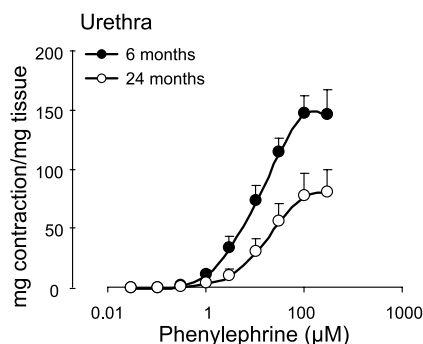 Urethra
200
6 months
24 months
150
100
50
0
mg contraction/mg tissue
0.01
1
100
1000
Phenylephrine (µM)